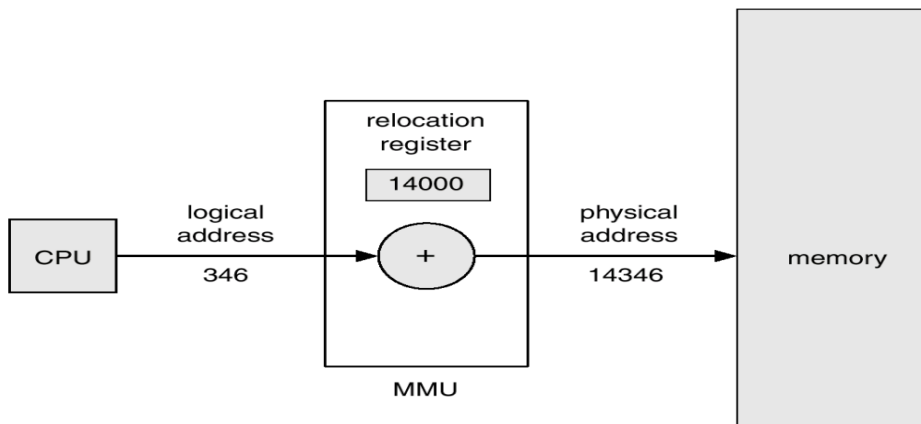 relocation
register
14000
logical
address
346
CPU
+
physical
address
14346
memory
MMU